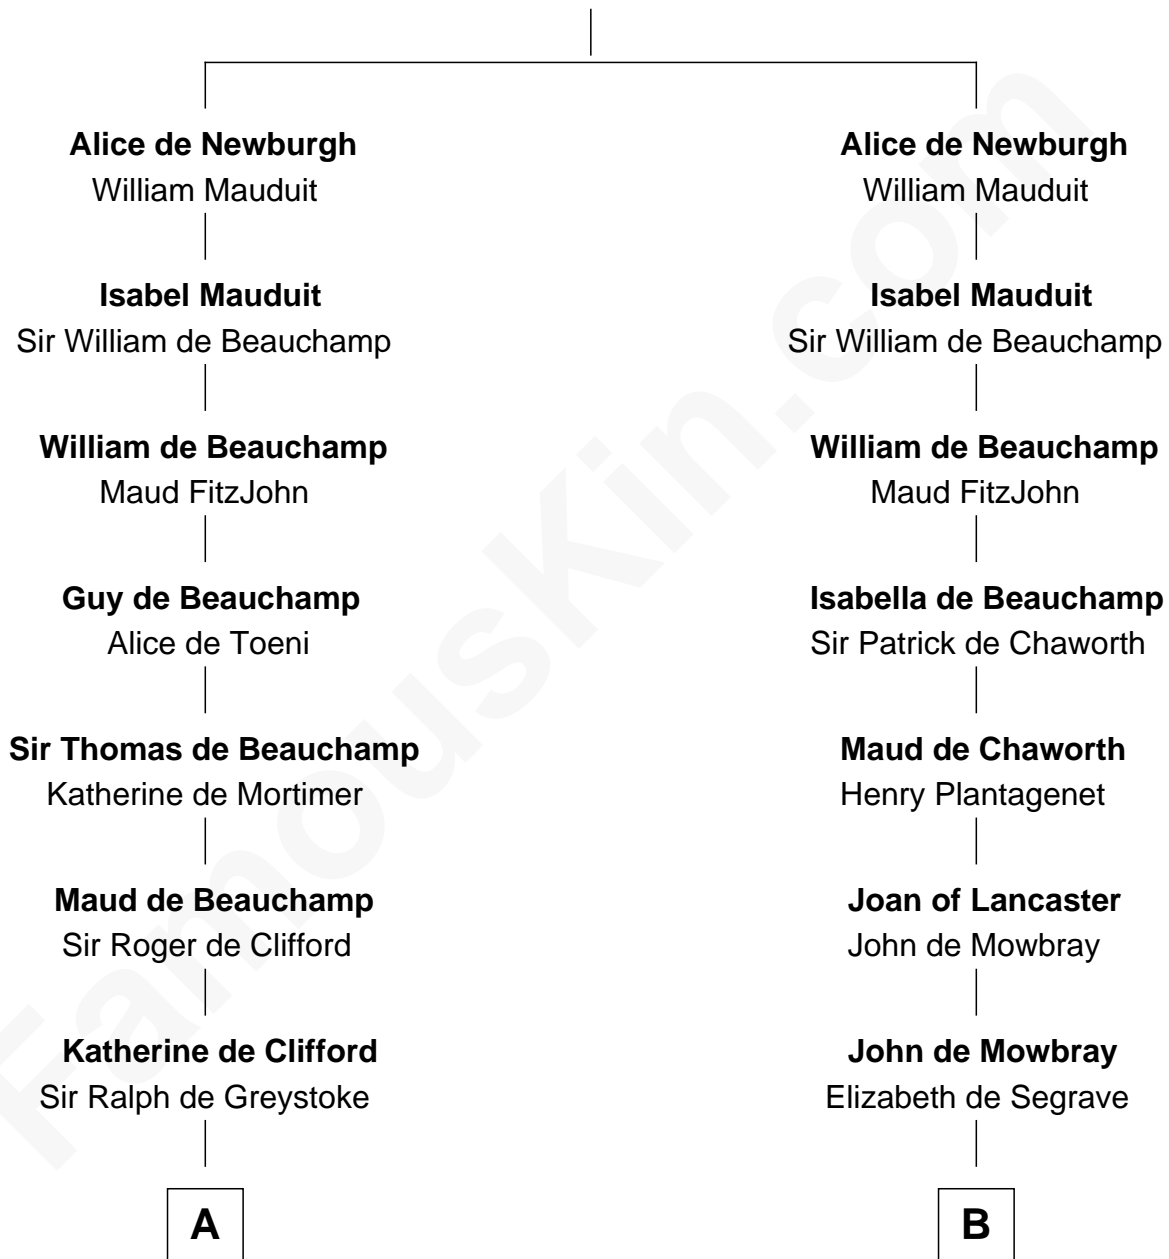 Alice de Newburgh
William Mauduit
Isabel Mauduit
Sir William de Beauchamp
William de Beauchamp
Maud FitzJohn
Guy de Beauchamp
Alice de Toeni
Sir Thomas de Beauchamp
Katherine de Mortimer
Maud de Beauchamp
Sir Roger de Clifford
Katherine de Clifford
Sir Ralph de Greystoke
A
Alice de Newburgh
William Mauduit
Isabel Mauduit
Sir William de Beauchamp
William de Beauchamp
Maud FitzJohn
Isabella de Beauchamp
Sir Patrick de Chaworth
Maud de Chaworth
Henry Plantagenet
Joan of Lancaster
John de Mowbray
John de Mowbray
Elizabeth de Segrave
B
FamousKin.com